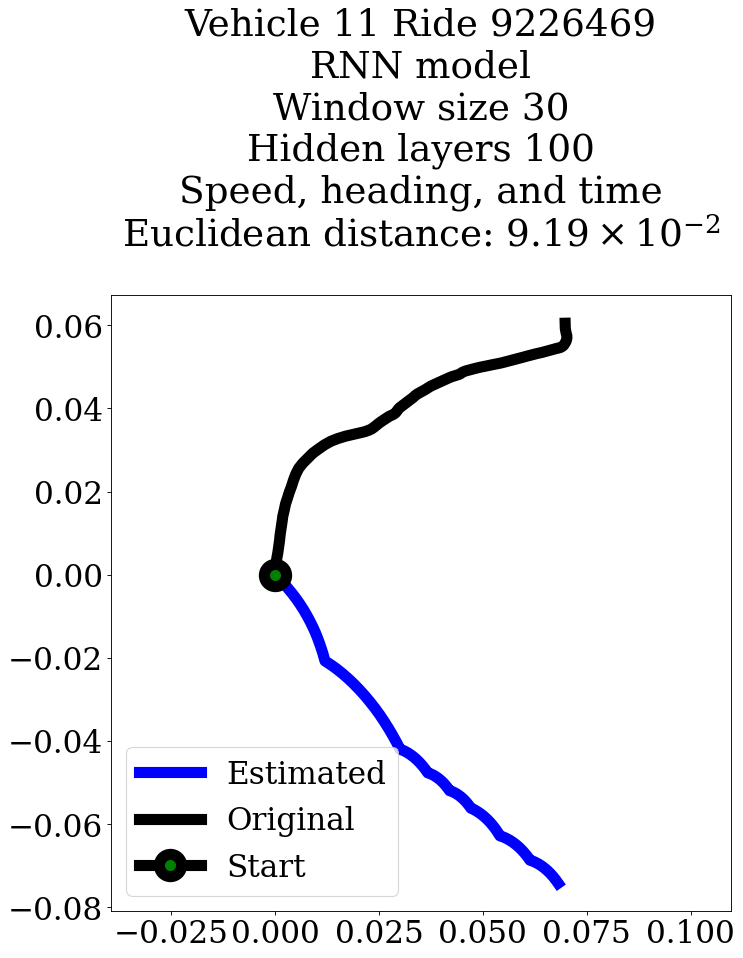 Vehicle 11 Ride 9226469
RNN model
Window size 30
Hidden layers 100
Speed, heading, and time
Euclidean distance: 9.19 × 10⁻²
0.06
0.04
0.02
0.00
−0.02
−0.04
−0.06
−0.08
Estimated
Original
Start
−0.025 0.000 0.025 0.050 0.075 0.100